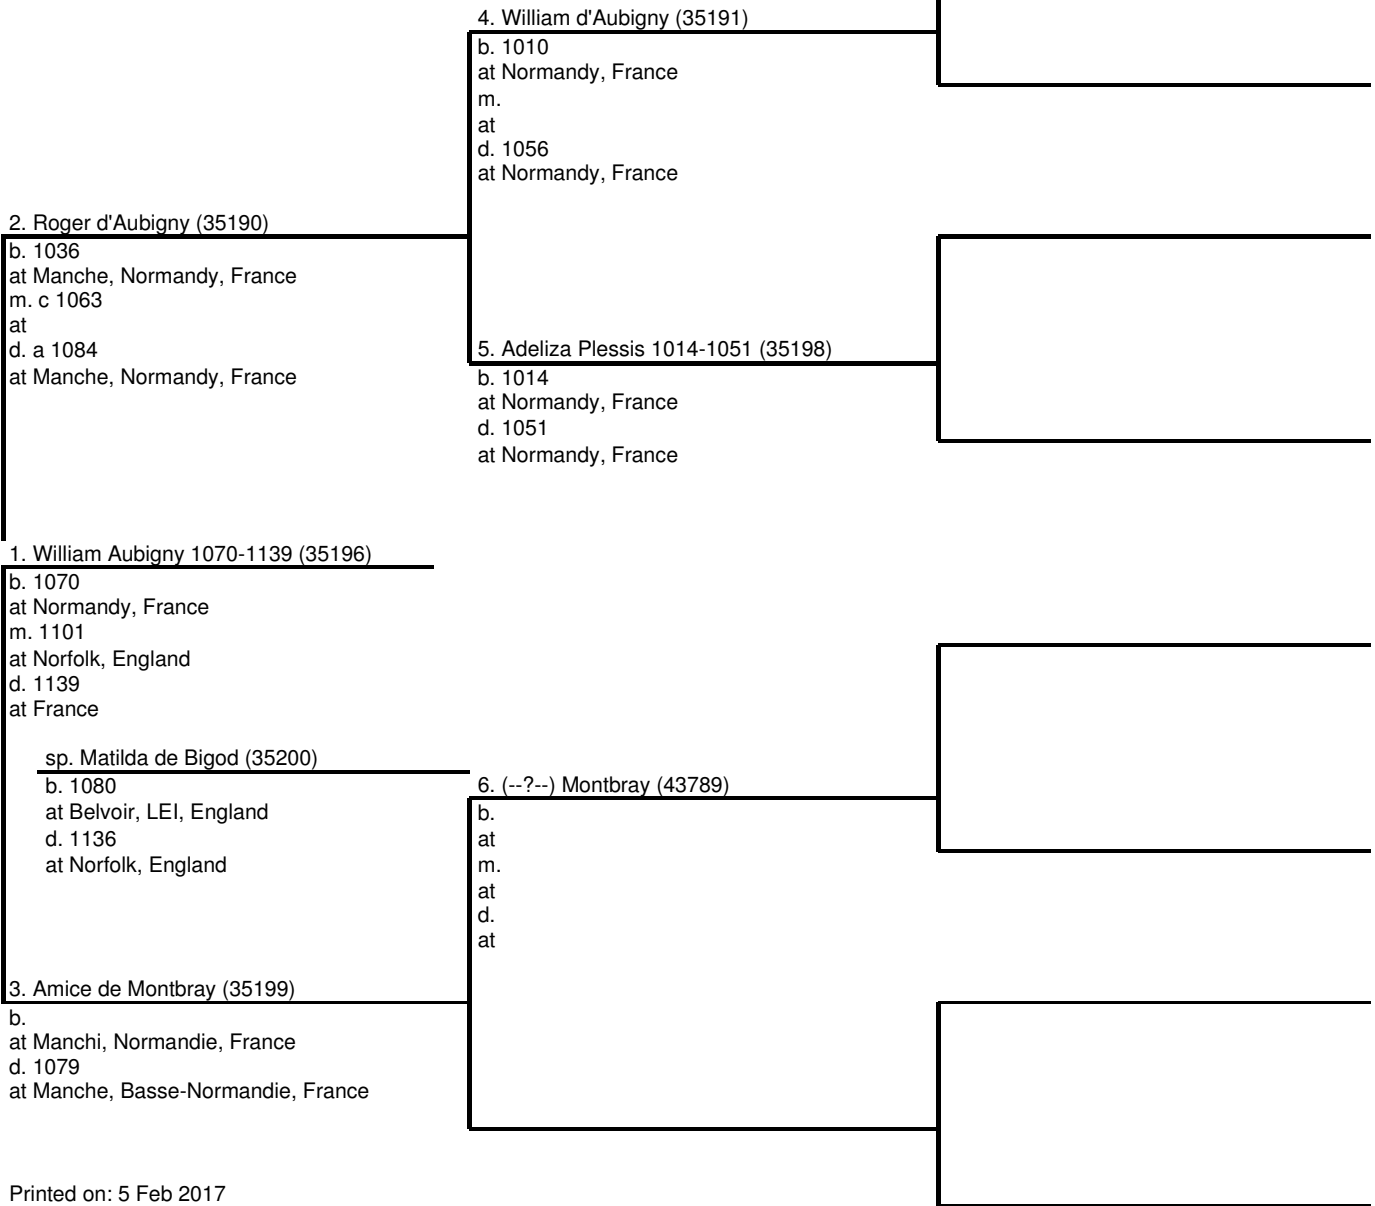 4. William d'Aubigny (35191)
b. 1010
at Normandy, France
m.
at
d. 1056
at Normandy, France
2. Roger d'Aubigny (35190)
b. 1036
at Manche, Normandy, France
m. c 1063
at
d. a 1084
at Manche, Normandy, France
5. Adeliza Plessis 1014-1051 (35198)
b. 1014
at Normandy, France
d. 1051
at Normandy, France
1. William Aubigny 1070-1139 (35196)
b. 1070
at Normandy, France
m. 1101
at Norfolk, England
d. 1139
at France
sp. Matilda de Bigod (35200)
b. 1080
at Belvoir, LEI, England
d. 1136
at Norfolk, England
6. (--?--) Montbray (43789)
b.
at
m.
at
d.
at
3. Amice de Montbray (35199)
b.
at Manchi, Normandie, France
d. 1079
at Manche, Basse-Normandie, France
Printed on: 5 Feb 2017